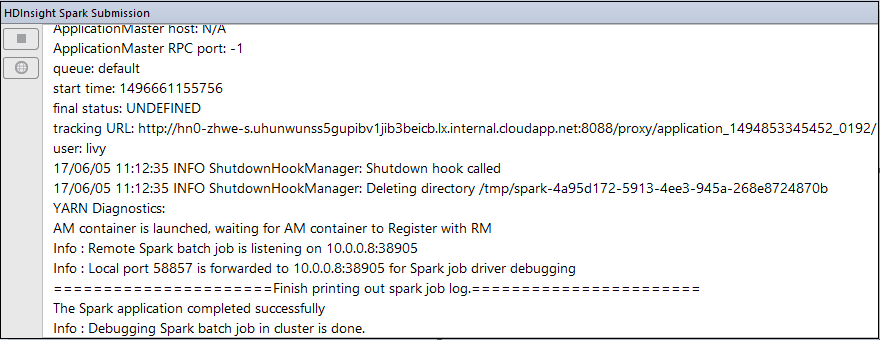 HDInsight Spark Submission
ApplicationMaster host: N/A
ApplicationMaster RPC port: -1
queue: default
start time: 1496661155756
final status: UNDEFINED
tracking URL: http://hn0-zhwe-s.uhunwunss5gupibv1jib3beicb.lx.internal.cloudapp.net:8088/proxy/application_1494853345452_0192/
user: livy
17/06/05 11:12:35 INFO ShutdownHookManager: Shutdown hook called
17/06/05 11:12:35 INFO ShutdownHookManager: Deleting directory /tmp/spark-4a95d172-5913-4ee3-945a-268e8724870b
YARN Diagnostics:
AM container is launched, waiting for AM container to Register with RM
Info : Remote Spark batch job is listening on 10.0.0.8:38905
Info : Local port 58857 is forwarded to 10.0.0.8:38905 for Spark job driver debugging
======================Finish printing out spark job log.=======================
The Spark application completed successfully
Info : Debugging Spark batch job in cluster is done.